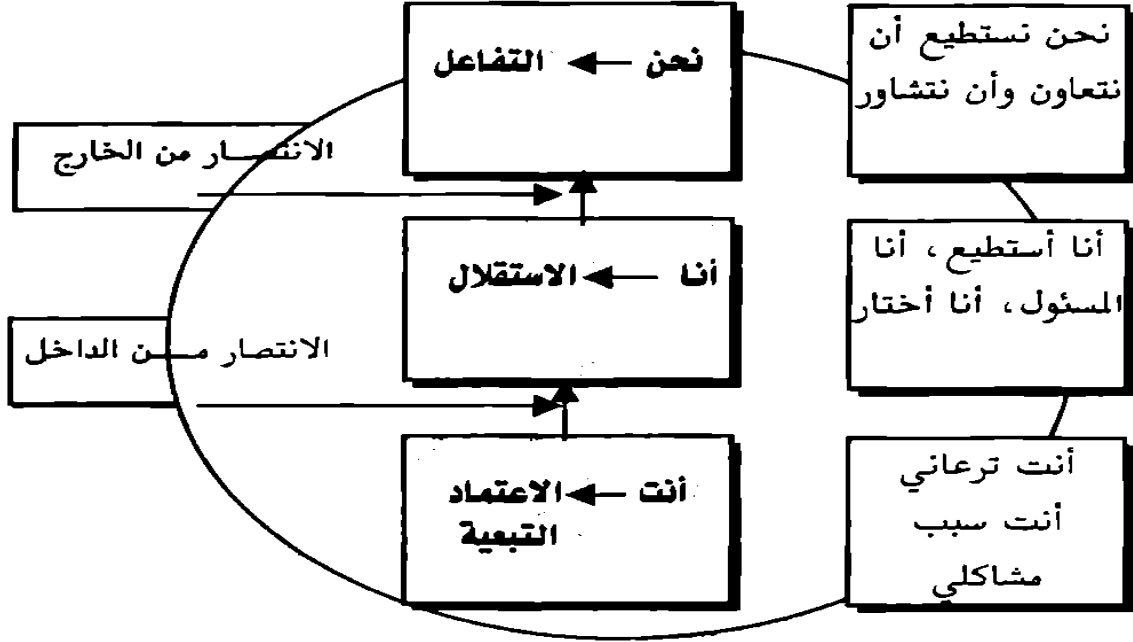 نحن نستطيع أن
نتعاون وأن نتشاور
نحن ← التفاعل
الانتصار من الخارج
أنا أستطيع، أنا
المسئول، أنا أختار
أنا ← الاستقلال
الانتصار من الداخل
أنت ترعاني
أنت سبب
مشاكلي
أنت ← الاعتماد
التبعية